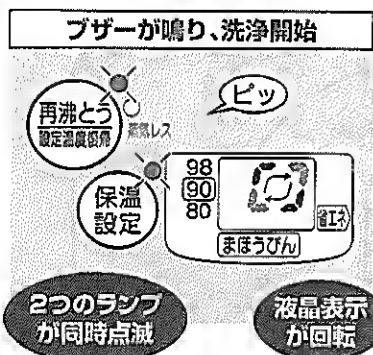 ブザーが鳴り、洗浄開始
ピッ
再沸とう
設定温度復帰
蒸気レス
保温
設定
98
90
80
省エネ
まほうびん
2つのランプ
が同時点滅
液晶表示
が回転